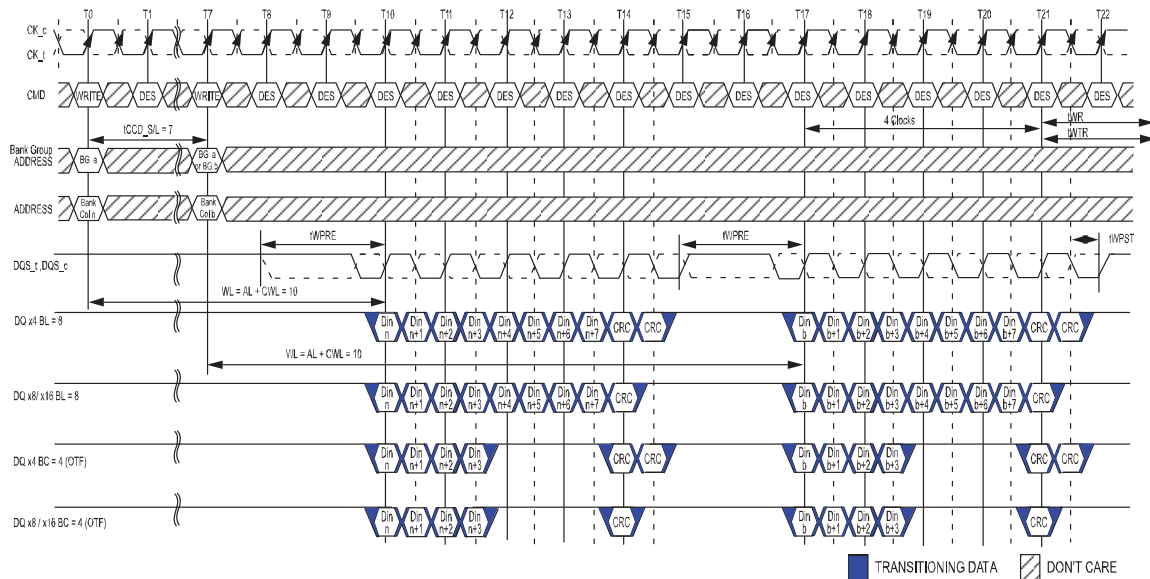 T0 T1 T7 T8 T9 T10 T11 T12 T13 T14 T15 T16 T17 T18 T19 T20 T21 T22
CK_c
CK_t
CMD WRITE DES WRITE DES DES DES DES DES DES DES DES DES DES DES DES DES DES DES
tCCD_S/L = 7
4 Clocks
tWR
tWTR
Bank Group
ADDRESS
BG a
BG a
or BG b
ADDRESS
Bank
Col n
Bank
Col b
tWPRE
tWPRE
tWPST
DQS_t ,DQS_c
WL = AL + CWL = 10
DQ x4 BL = 8
Din n Din n+1 Din n+2 Din n+3 Din n+4 Din n+5 Din n+6 Din n+7 CRC CRC Din b Din b+1 Din b+2 Din b+3 Din b+4 Din b+5 Din b+6 Din b+7 CRC CRC
WL = AL + CWL = 10
DQ x8/ x16 BL = 8
Din n Din n+1 Din n+2 Din n+3 Din n+4 Din n+5 Din n+6 Din n+7 CRC Din b Din b+1 Din b+2 Din b+3 Din b+4 Din b+5 Din b+6 Din b+7 CRC
DQ x4 BC = 4 (OTF)
Din n Din n+1 Din n+2 Din n+3 CRC CRC Din b Din b+1 Din b+2 Din b+3 CRC CRC
DQ x8 / x16 BC = 4 (OTF)
Din n Din n+1 Din n+2 Din n+3 CRC Din b Din b+1 Din b+2 Din b+3 CRC
TRANSITIONING DATA
DON'T CARE